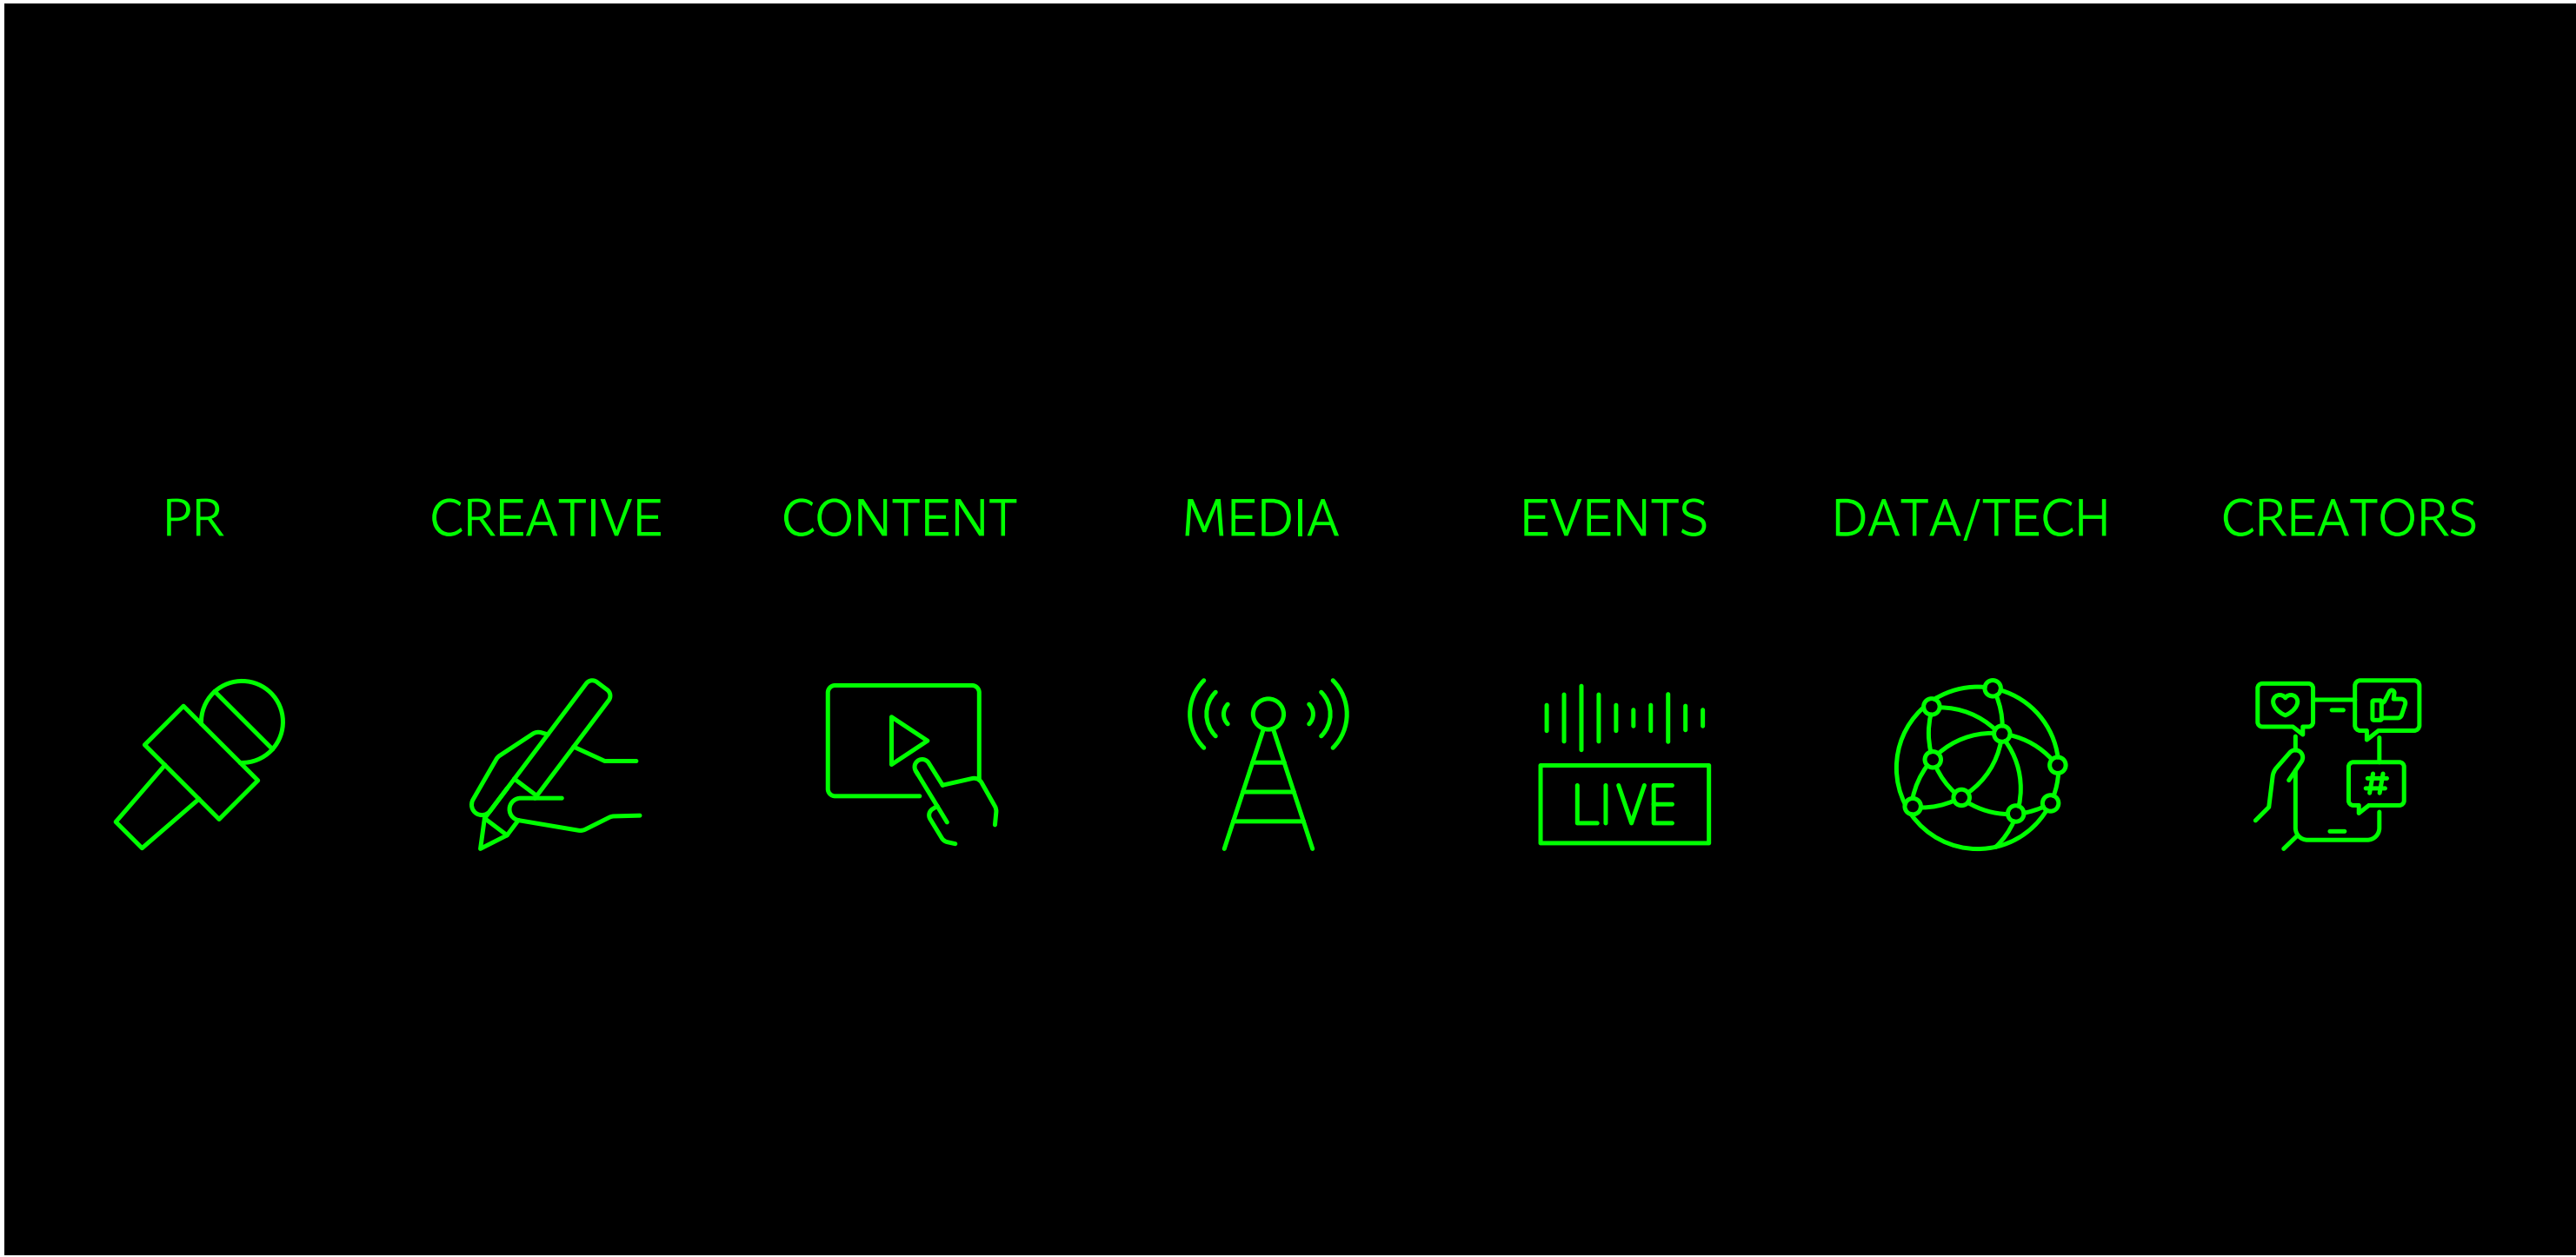 PR
CREATIVE
CONTENT
MEDIA
EVENTS
DATA/TECH
CREATORS
LIVE
#